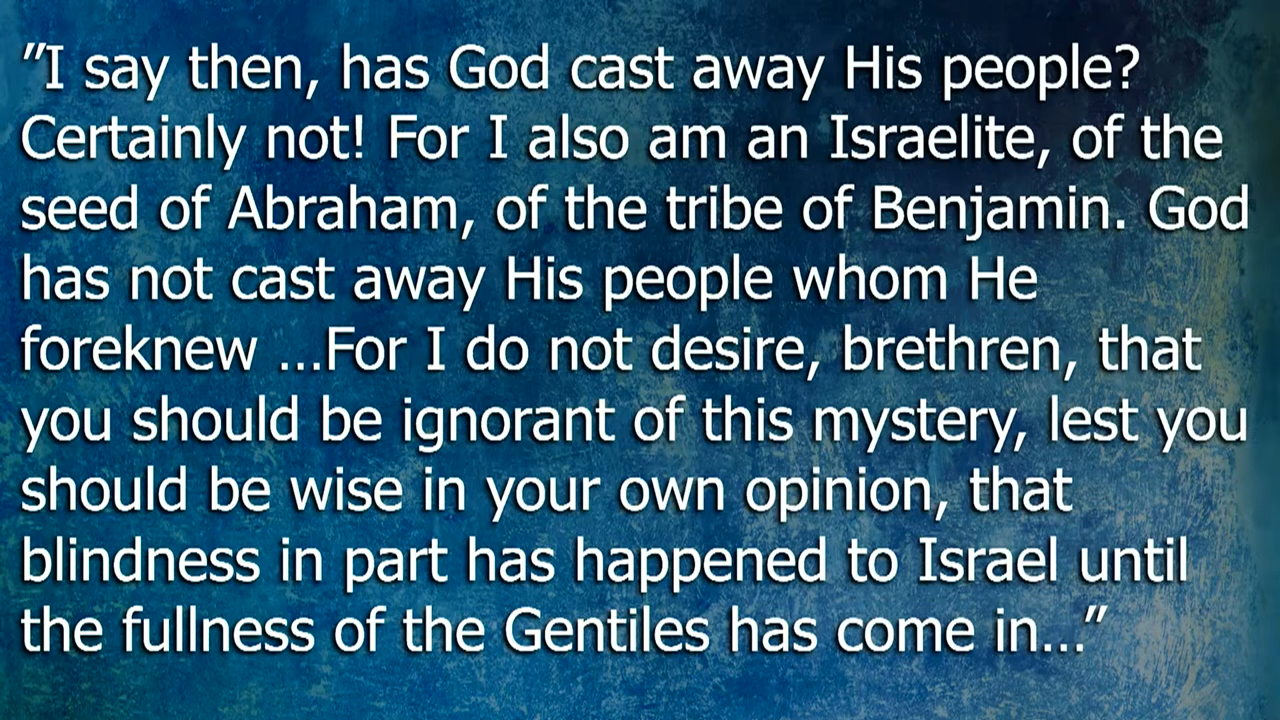 ”I say then, has God cast away His people?
Certainly not! For I also am an Israelite, of the
seed of Abraham, of the tribe of Benjamin. God
has not cast away His people whom He
foreknew ...For I do not desire, brethren, that
you should be ignorant of this mystery, lest you
should be wise in your own opinion, that
blindness in part has happened to Israel until
the fullness of the Gentiles has come in...”